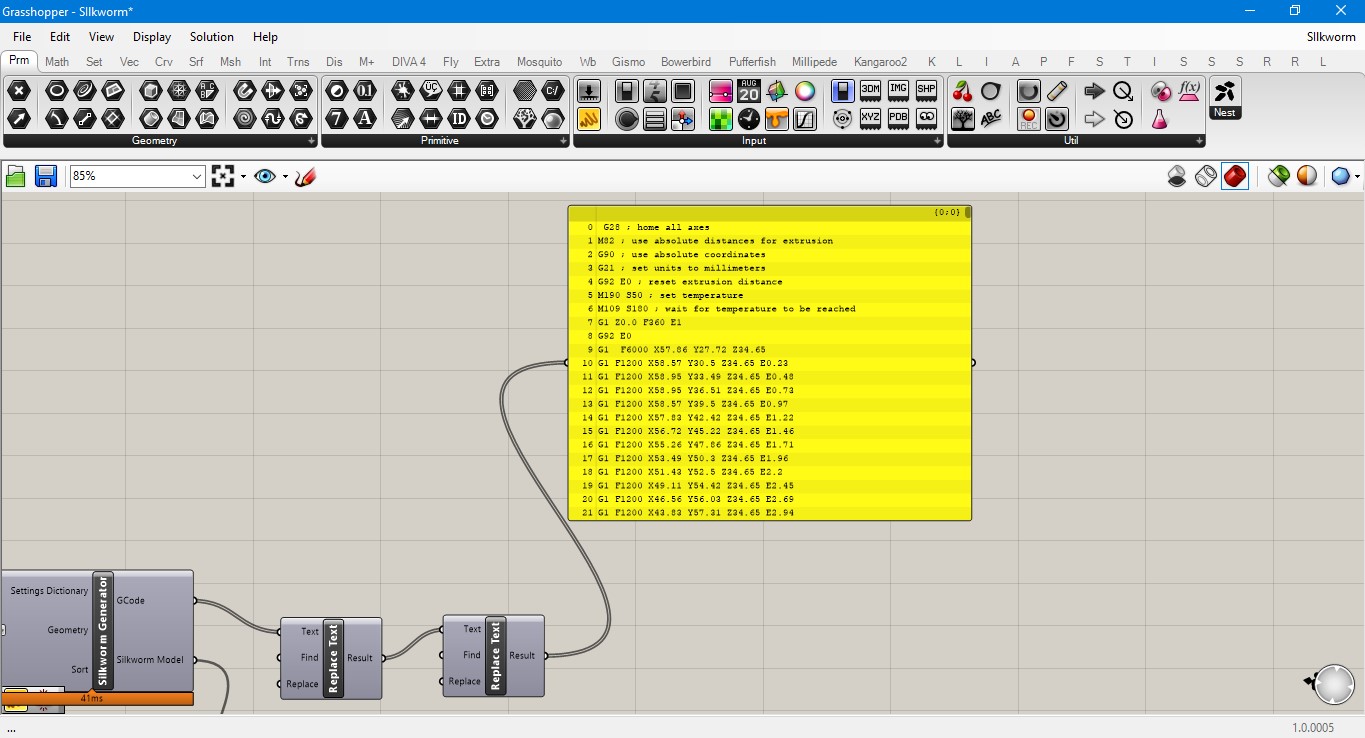 Grasshopper - SIlkworm*
File Edit View Display Solution Help SIlkworm
Prm Math Set Vec Crv Srf Msh Int Trns Dis M+ DIVA 4 Fly Extra Mosquito Wb Gismo Bowerbird Pufferfish Millipede Kangaroo2 K L I A P F S T I S S S R R L
Geometry Primitive Input Util Nest
85%
{0;0}
0 G28 ; home all axes
1 M82 ; use absolute distances for extrusion
2 G90 ; use absolute coordinates
3 G21 ; set units to millimeters
4 G92 E0 ; reset extrusion distance
5 M190 S50 ; set temperature
6 M109 S180 ; wait for temperature to be reached
7 G1 Z0.0 F360 E1
8 G92 E0
9 G1  F6000 X57.86 Y27.72 Z34.65
10 G1 F1200 X58.57 Y30.5 Z34.65 E0.23
11 G1 F1200 X58.95 Y33.49 Z34.65 E0.48
12 G1 F1200 X58.95 Y36.51 Z34.65 E0.73
13 G1 F1200 X58.57 Y39.5 Z34.65 E0.97
14 G1 F1200 X57.83 Y42.42 Z34.65 E1.22
15 G1 F1200 X56.72 Y45.22 Z34.65 E1.46
16 G1 F1200 X55.26 Y47.86 Z34.65 E1.71
17 G1 F1200 X53.49 Y50.3 Z34.65 E1.96
18 G1 F1200 X51.43 Y52.5 Z34.65 E2.2
19 G1 F1200 X49.11 Y54.42 Z34.65 E2.45
20 G1 F1200 X46.56 Y56.03 Z34.65 E2.69
21 G1 F1200 X43.83 Y57.31 Z34.65 E2.94
Settings Dictionary
Geometry
Sort
Silkworm Generator
GCode
Silkworm Model
41ms
Text
Find
Replace
Replace Text
Result
Text
Find
Replace
Replace Text
Result
... 1.0.0005